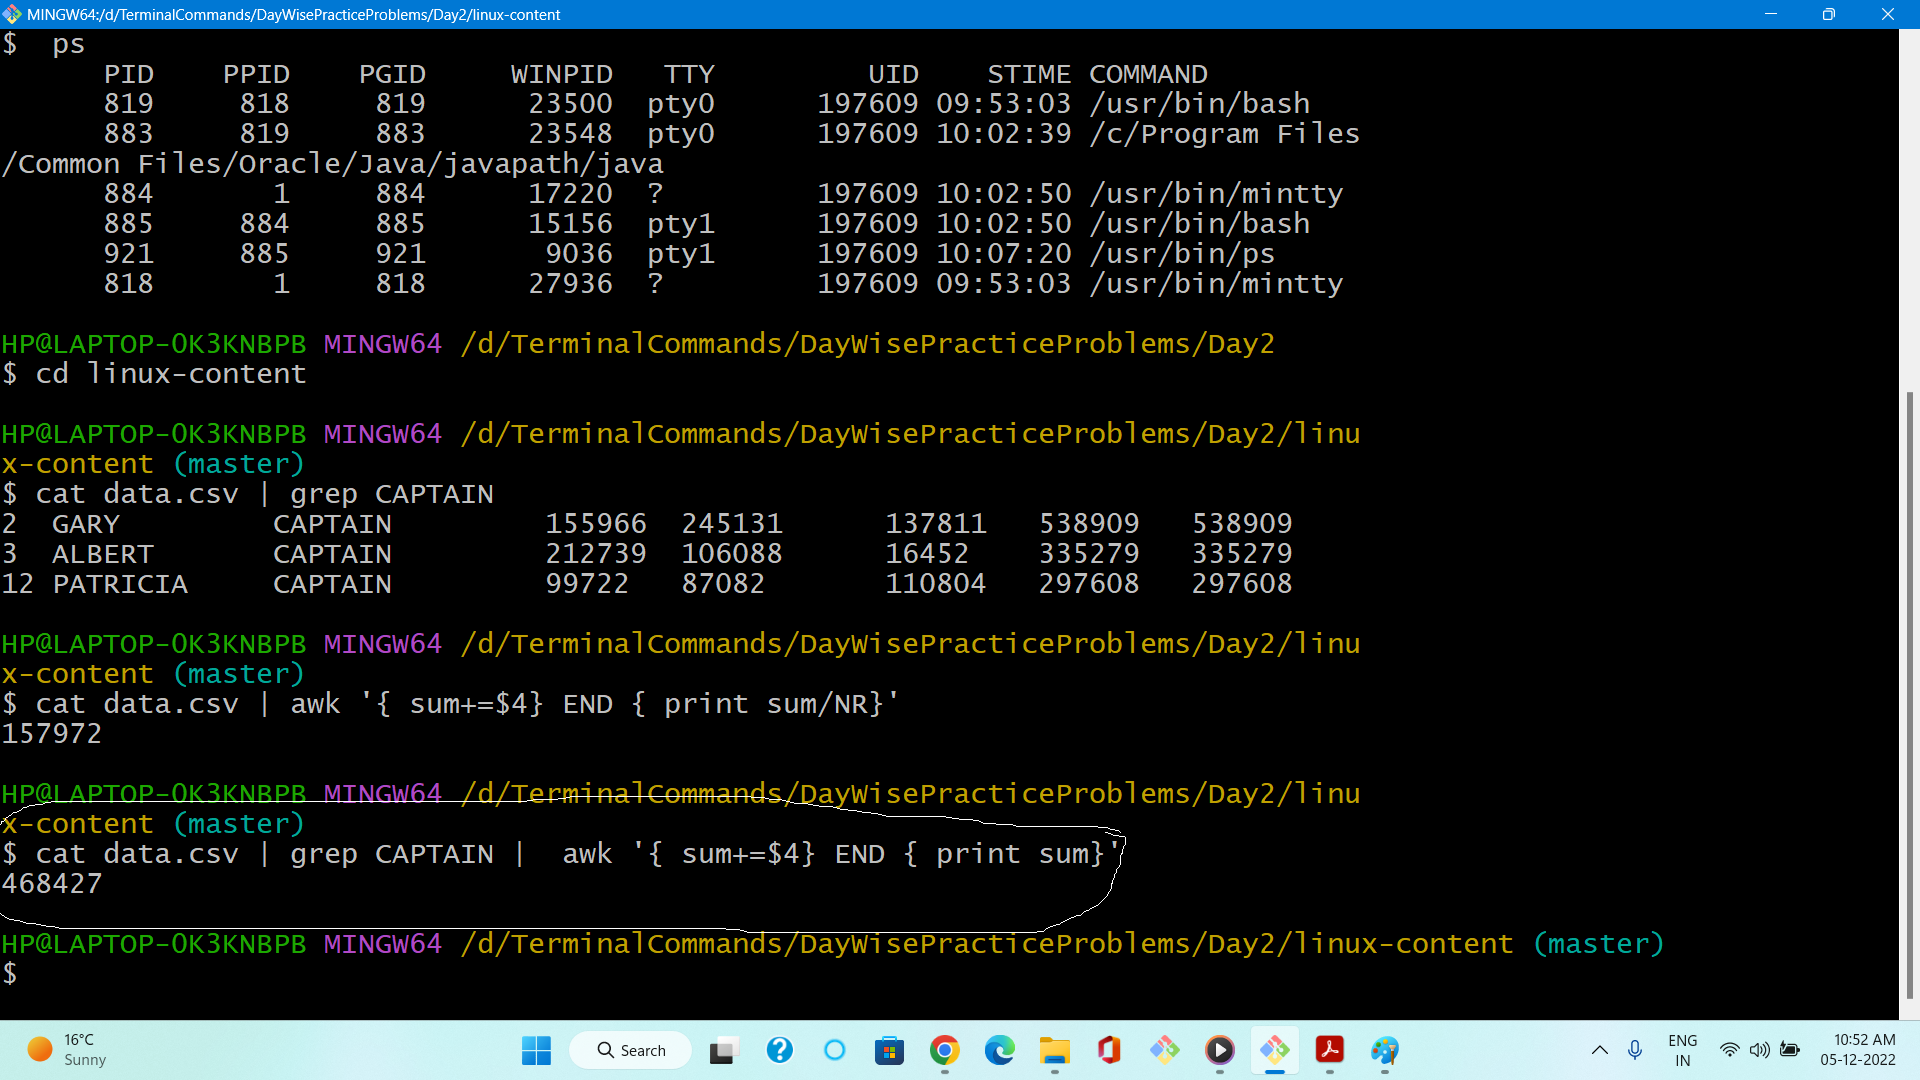 MINGW64:/d/TerminalCommands/DayWisePracticeProblems/Day2/linux-content
$  ps
      PID    PPID    PGID     WINPID   TTY         UID    STIME COMMAND
      819     818     819      23500  pty0      197609 09:53:03 /usr/bin/bash
      883     819     883      23548  pty0      197609 10:02:39 /c/Program Files
/Common Files/Oracle/Java/javapath/java
      884       1     884      17220  ?         197609 10:02:50 /usr/bin/mintty
      885     884     885      15156  pty1      197609 10:02:50 /usr/bin/bash
      921     885     921       9036  pty1      197609 10:07:20 /usr/bin/ps
      818       1     818      27936  ?         197609 09:53:03 /usr/bin/mintty
HP@LAPTOP-0K3KNBPB MINGW64 /d/TerminalCommands/DayWisePracticeProblems/Day2
$ cd linux-content
HP@LAPTOP-0K3KNBPB MINGW64 /d/TerminalCommands/DayWisePracticeProblems/Day2/linu
x-content (master)
$ cat data.csv | grep CAPTAIN
2  GARY         CAPTAIN         155966  245131      137811   538909   538909
3  ALBERT       CAPTAIN         212739  106088      16452    335279   335279
12 PATRICIA     CAPTAIN         99722   87082       110804   297608   297608
HP@LAPTOP-0K3KNBPB MINGW64 /d/TerminalCommands/DayWisePracticeProblems/Day2/linu
x-content (master)
$ cat data.csv | awk '{ sum+=$4} END { print sum/NR}'
157972
HP@LAPTOP-0K3KNBPB MINGW64 /d/TerminalCommands/DayWisePracticeProblems/Day2/linu
x-content (master)
$ cat data.csv | grep CAPTAIN |  awk '{ sum+=$4} END { print sum}'
468427
HP@LAPTOP-0K3KNBPB MINGW64 /d/TerminalCommands/DayWisePracticeProblems/Day2/linux-content (master)
$
16°C
Sunny
Search
ENG
IN
10:52 AM
05-12-2022